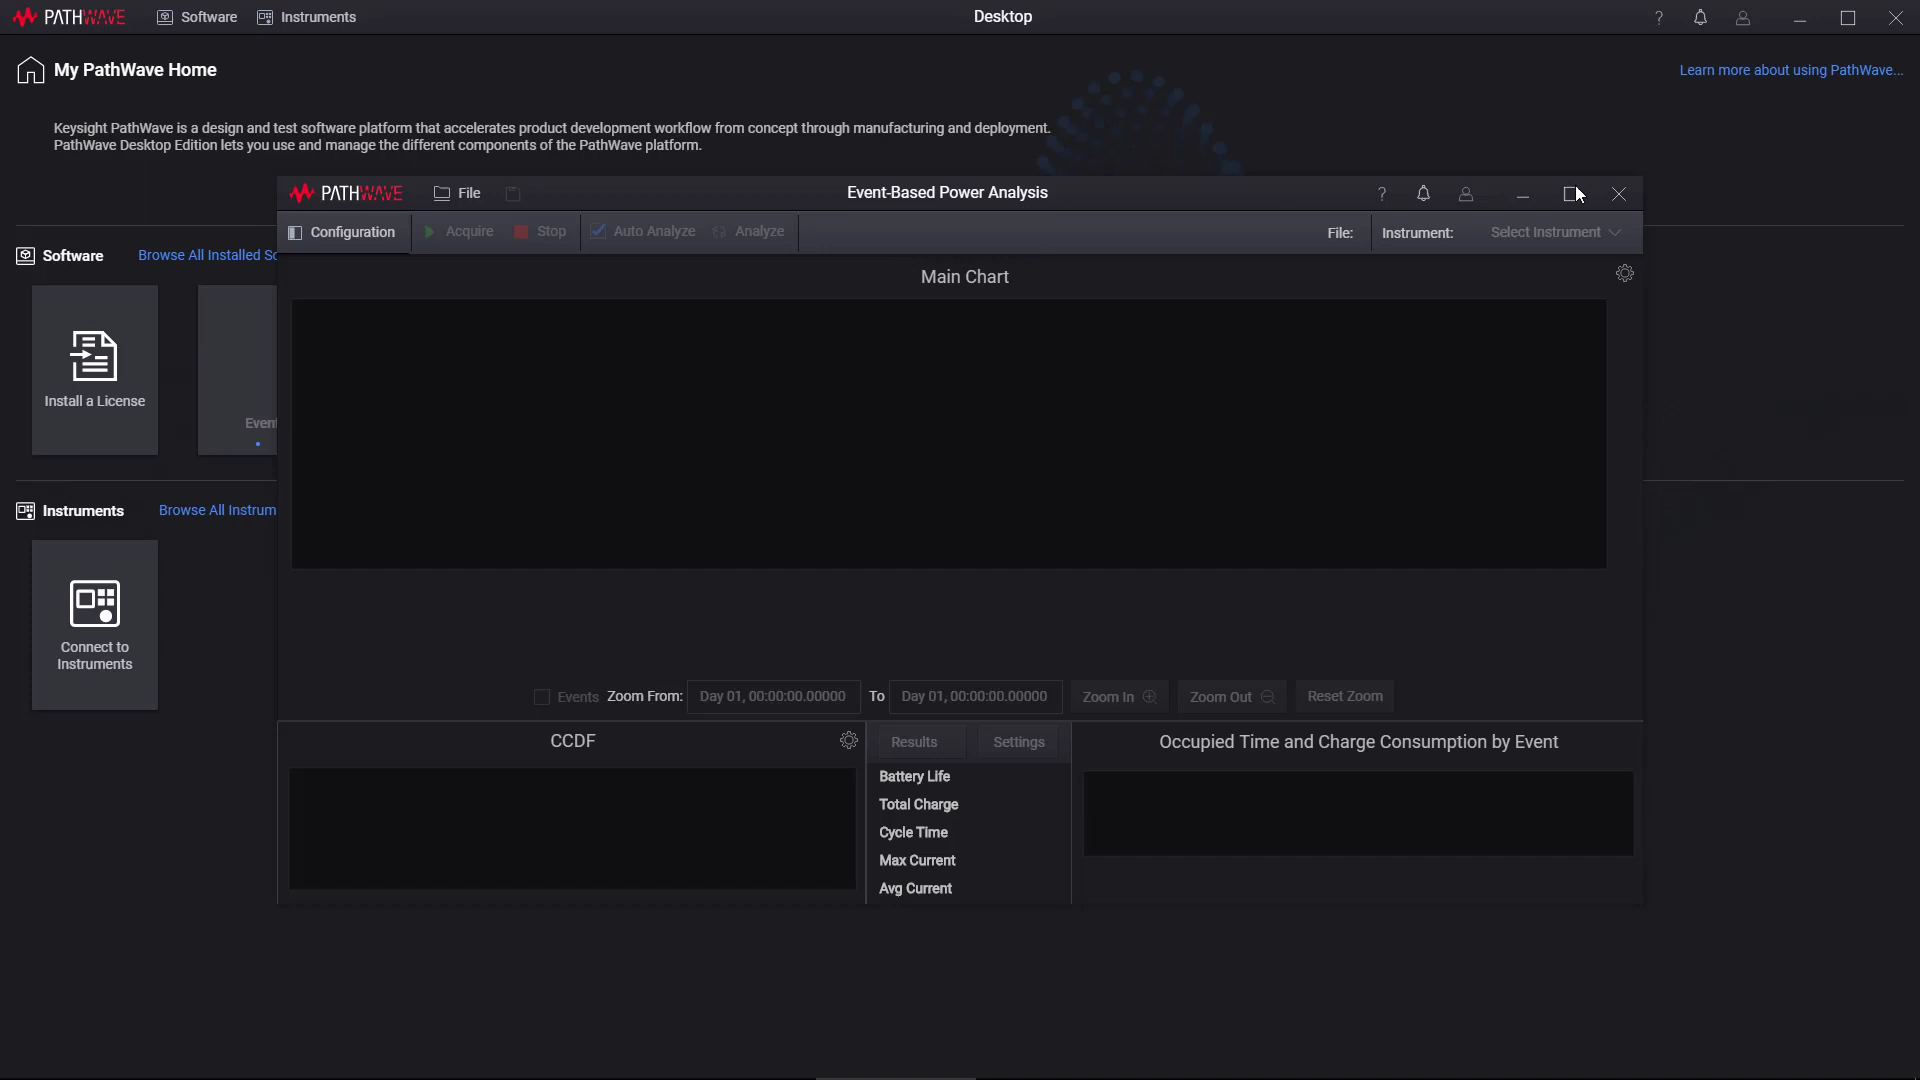 PATHWAVE Software Instruments Desktop ?
My PathWave Home
Learn more about using PathWave...
Keysight PathWave is a design and test software platform that accelerates product development workflow from concept through manufacturing and deployment.
PathWave Desktop Edition lets you use and manage the different components of the PathWave platform.
Software Browse All Installed So
Install a License
Event
Instruments Browse All Instrum
Connect to
Instruments
PATHWAVE File Event-Based Power Analysis ?
Configuration Acquire Stop Auto Analyze Analyze File: Instrument: Select Instrument
Main Chart
Events Zoom From: Day 01, 00:00:00.00000 To Day 01, 00:00:00.00000 Zoom In Zoom Out Reset Zoom
CCDF
Results Settings
Battery Life
Total Charge
Cycle Time
Max Current
Avg Current
Occupied Time and Charge Consumption by Event